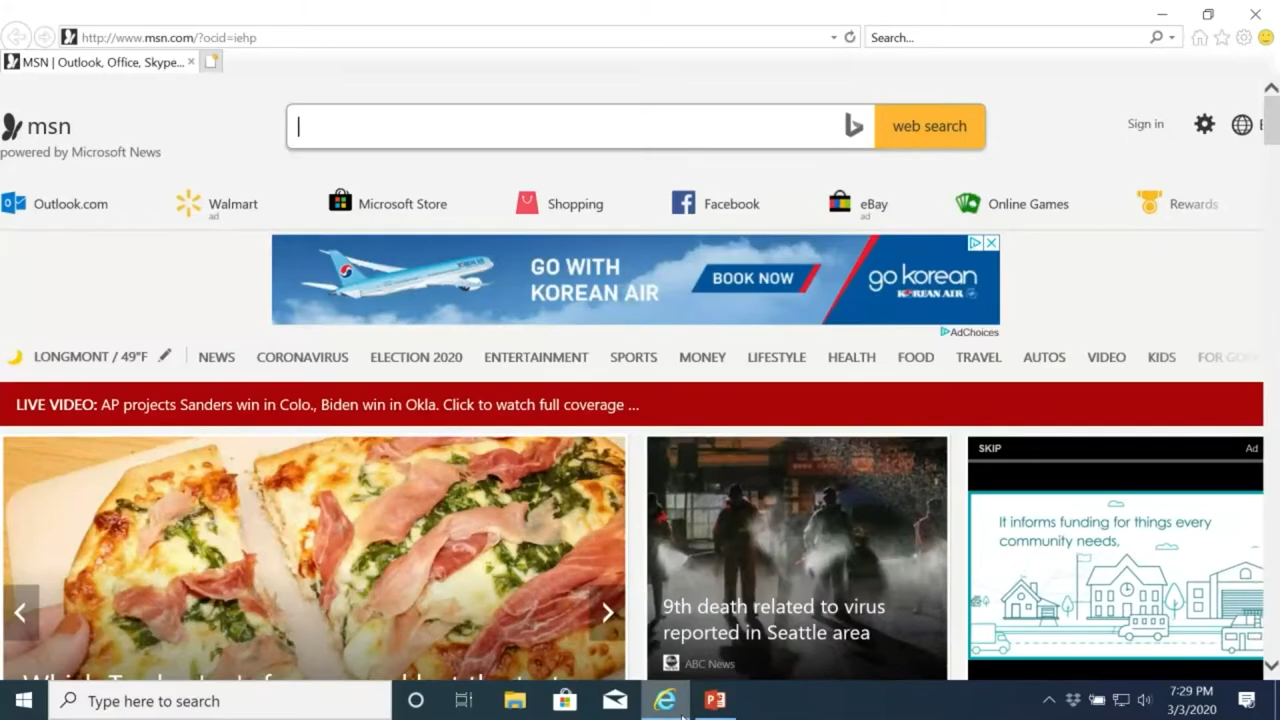 http://www.msn.com/?ocid=iehp
Search...
MSN | Outlook, Office, Skype...
msn
powered by Microsoft News
web search
Sign in
Outlook.com
Walmart
ad
Microsoft Store
Shopping
Facebook
eBay
ad
Online Games
Rewards
GO WITH
KOREAN AIR
BOOK NOW
go korean
KOREAN AIR
AdChoices
LONGMONT / 49°F
NEWS
CORONAVIRUS
ELECTION 2020
ENTERTAINMENT
SPORTS
MONEY
LIFESTYLE
HEALTH
FOOD
TRAVEL
AUTOS
VIDEO
KIDS
LIVE VIDEO: AP projects Sanders win in Colo., Biden win in Okla. Click to watch full coverage ...
9th death related to virus
reported in Seattle area
ABC News
SKIP
Ad
It informs funding for things every
community needs,
Type here to search
7:29 PM
3/3/2020